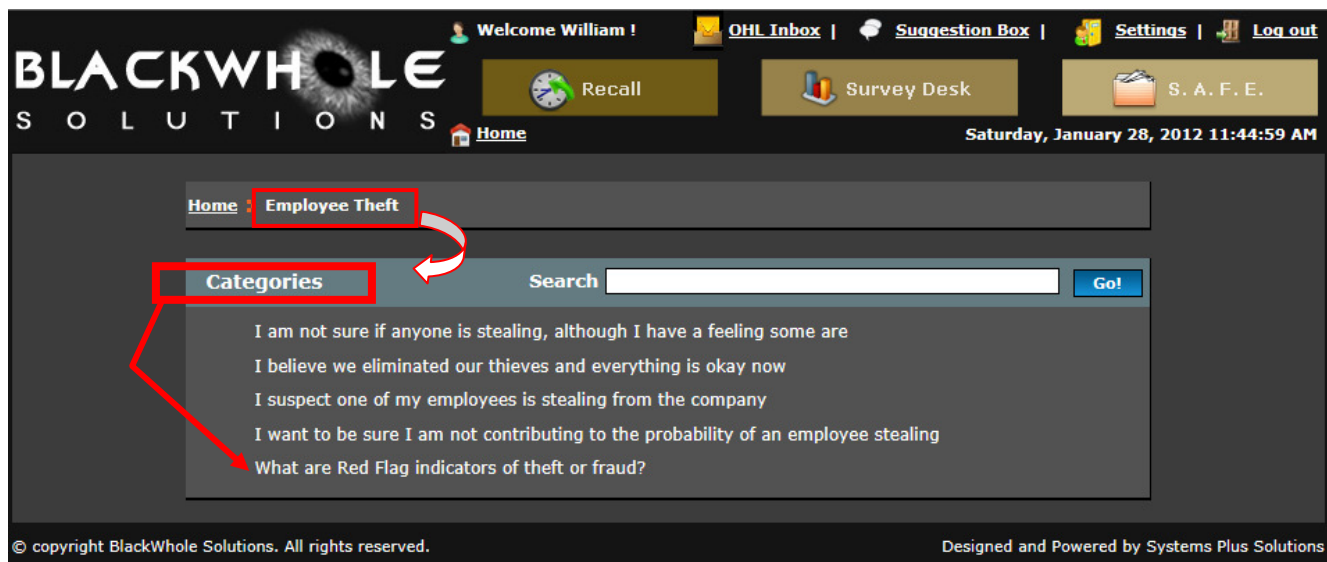 Welcome William !
OHL Inbox | Suggestion Box | Settings | Log out
BLACKWHOLE
SOLUTIONS
Recall
Survey Desk
S. A. F. E.
Home
Saturday, January 28, 2012 11:44:59 AM
Home : Employee Theft
Categories
Search
Go!
I am not sure if anyone is stealing, although I have a feeling some are
I believe we eliminated our thieves and everything is okay now
I suspect one of my employees is stealing from the company
I want to be sure I am not contributing to the probability of an employee stealing
What are Red Flag indicators of theft or fraud?
© copyright BlackWhole Solutions. All rights reserved.
Designed and Powered by Systems Plus Solutions